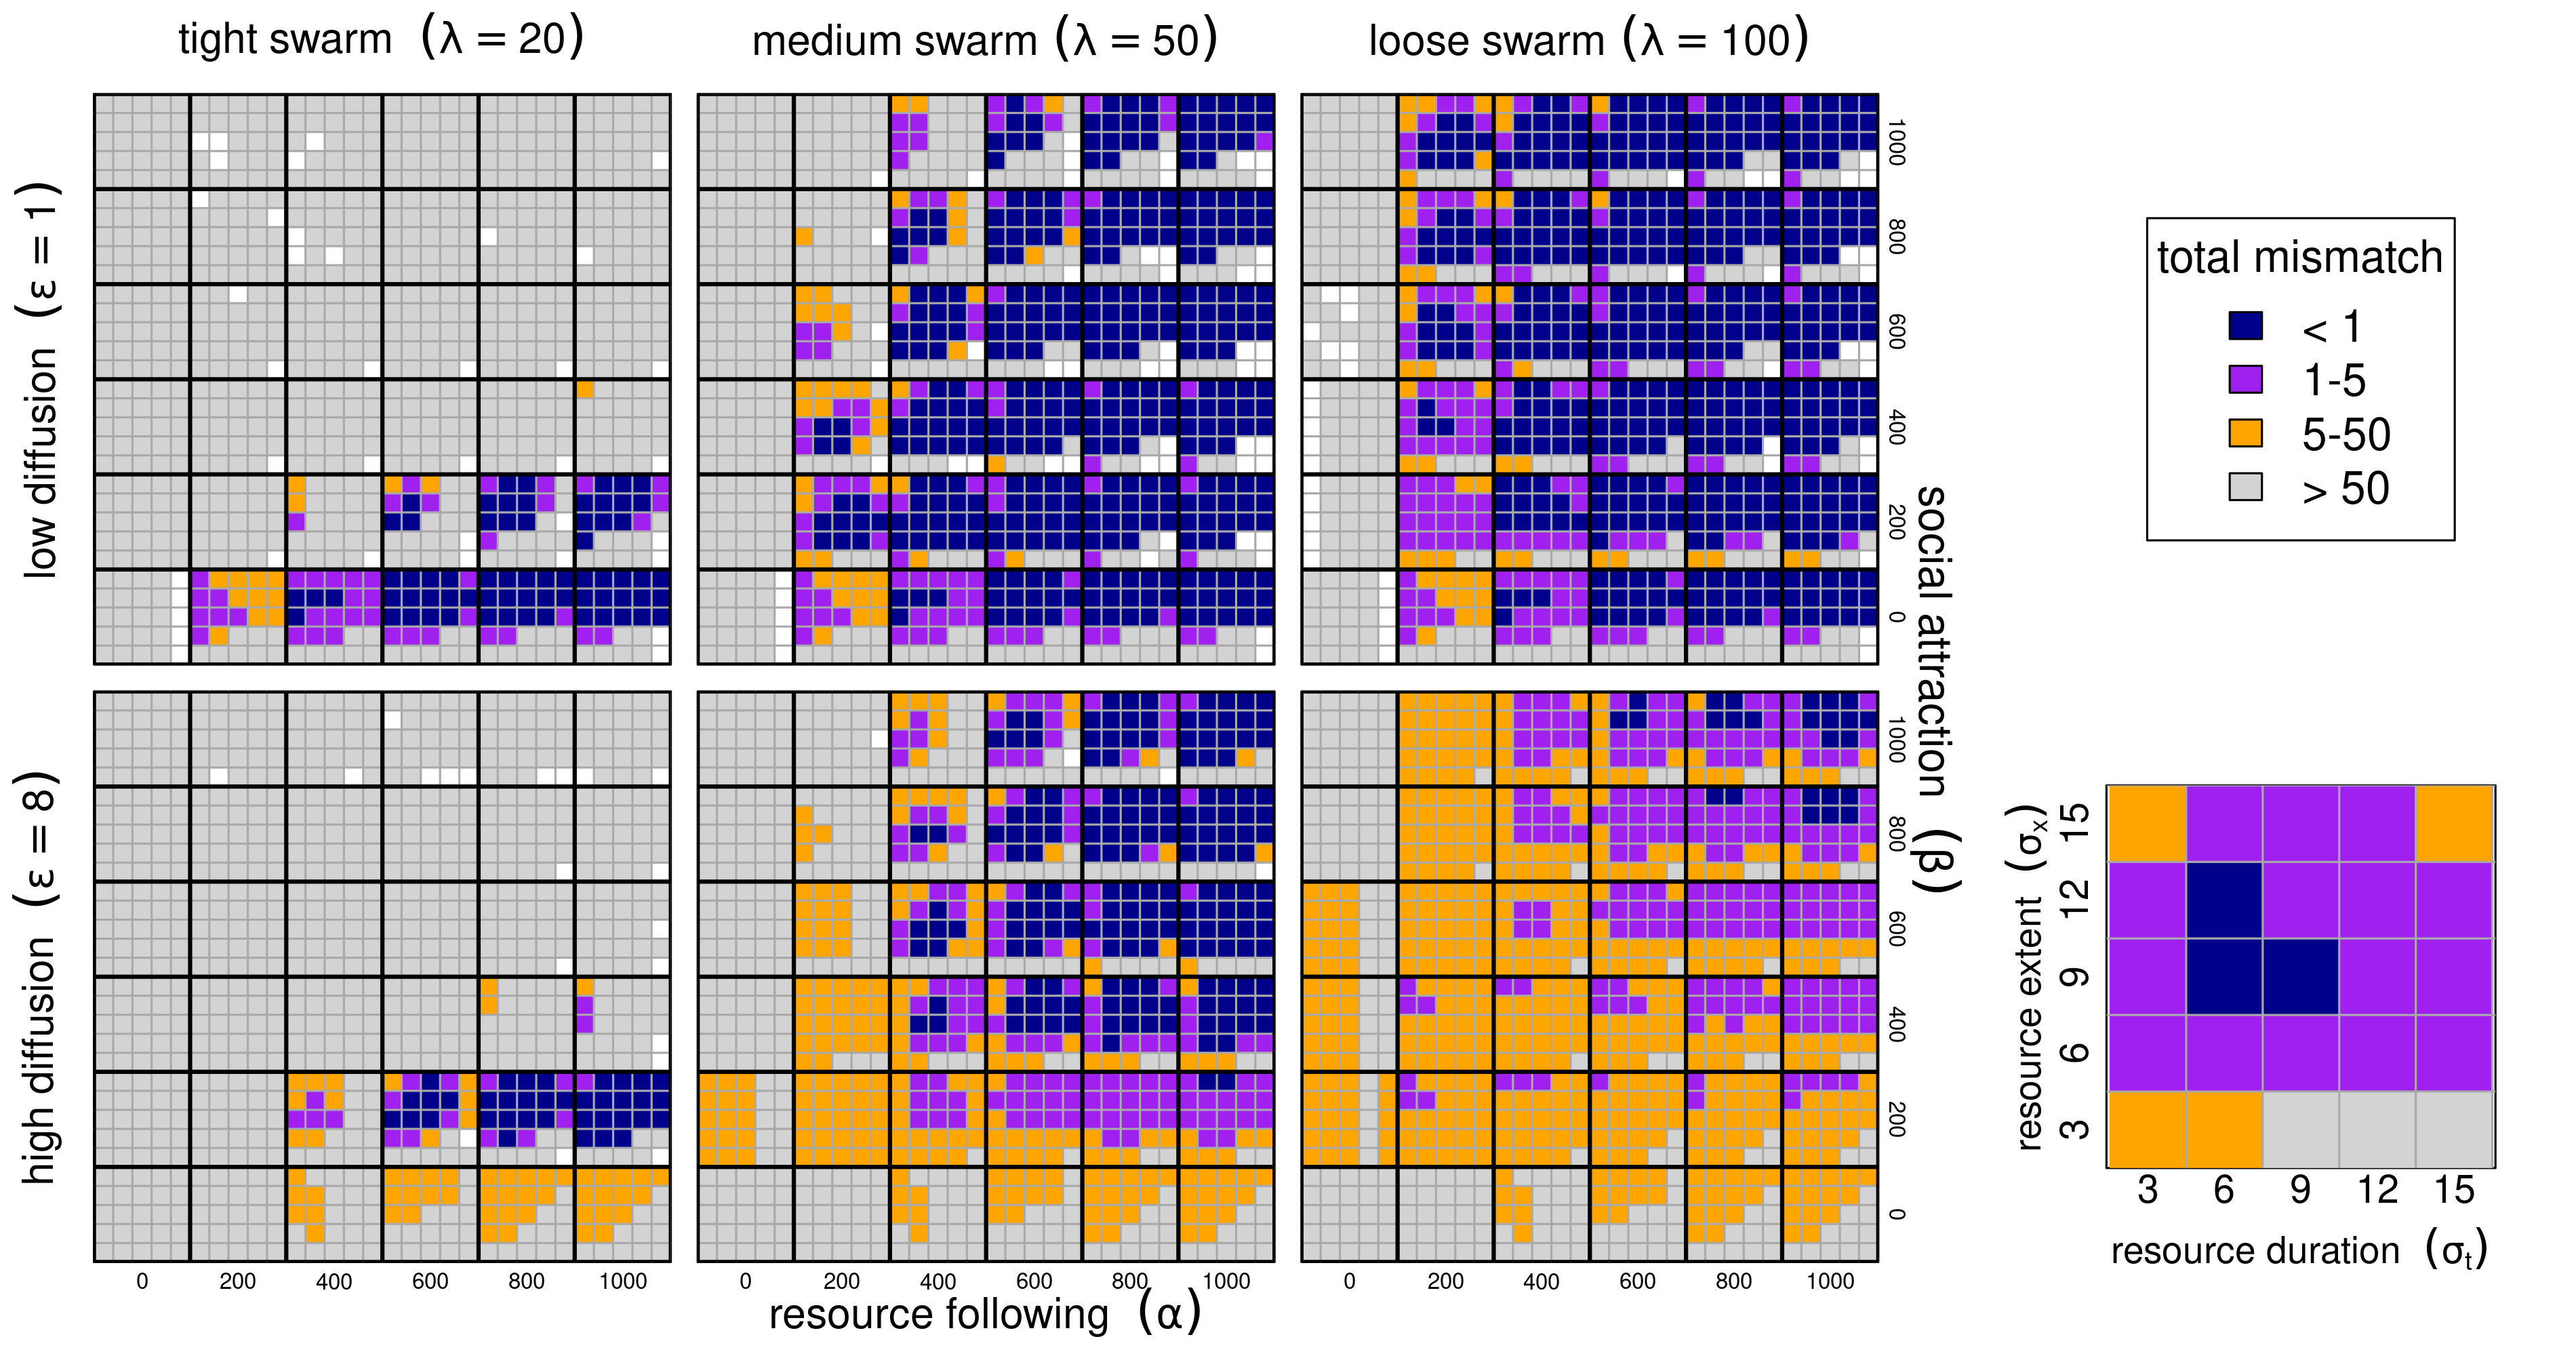 tight swarm (λ = 20)
medium swarm (λ = 50)
loose swarm (λ = 100)
low diffusion (ε = 1)
high diffusion (ε = 8)
1000
800
600
400
200
0
1000
800
600
400
200
0
social attraction (β)
0 200 400 600 800 1000
0 200 400 600 800 1000
0 200 400 600 800 1000
resource following (α)
total mismatch
< 1
1-5
5-50
> 50
resource extent (σx)
15
12
9
6
3
3 6 9 12 15
resource duration (σt)